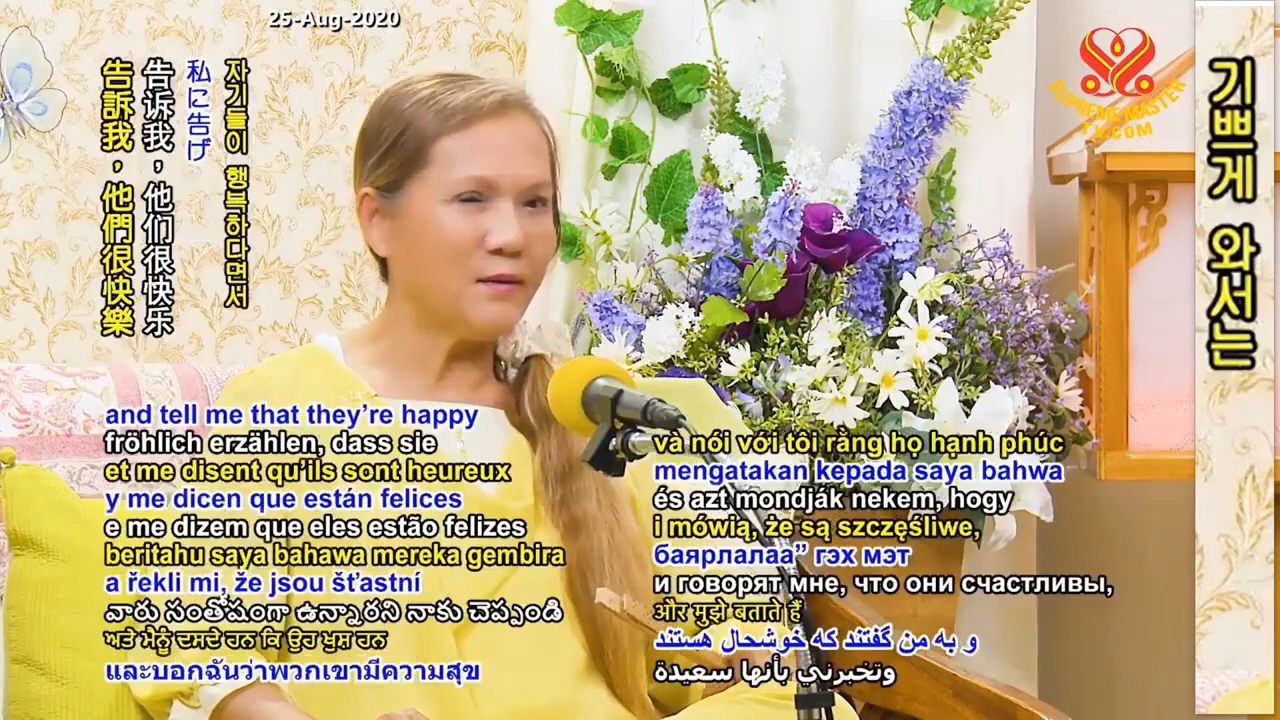 25-Aug-2020
SUPREME MASTER
TV.COM
기쁘게 와서는
자기들이 행복하다면서
私に告げ
告诉我，他们很快乐
告訴我，他們很快樂
and tell me that they’re happy
fröhlich erzählen, dass sie
et me disent qu’ils sont heureux
y me dicen que están felices
e me dizem que eles estão felizes
beritahu saya bahawa mereka gembira
a řekli mi, že jsou šťastní
వారు సంతోషంగా ఉన్నారని నాకు చెప్పండి
ਅਤੇ ਮੈਨੂੰ ਦਸਦੇ ਹਨ ਕਿ ਉਹ ਖੁਸ਼ ਹਨ
และบอกฉันว่าพวกเขามีความสุข
và nói với tôi rằng họ hạnh phúc
mengatakan kepada saya bahwa
és azt mondják nekem, hogy
i mówią, że są szczęśliwe,
баярлалаа” гэх мэт
и говорят мне, что они счастливы,
और मुझे बताते हैं
و به من گفتند که خوشحال هستند
وتخبرني بأنها سعيدة